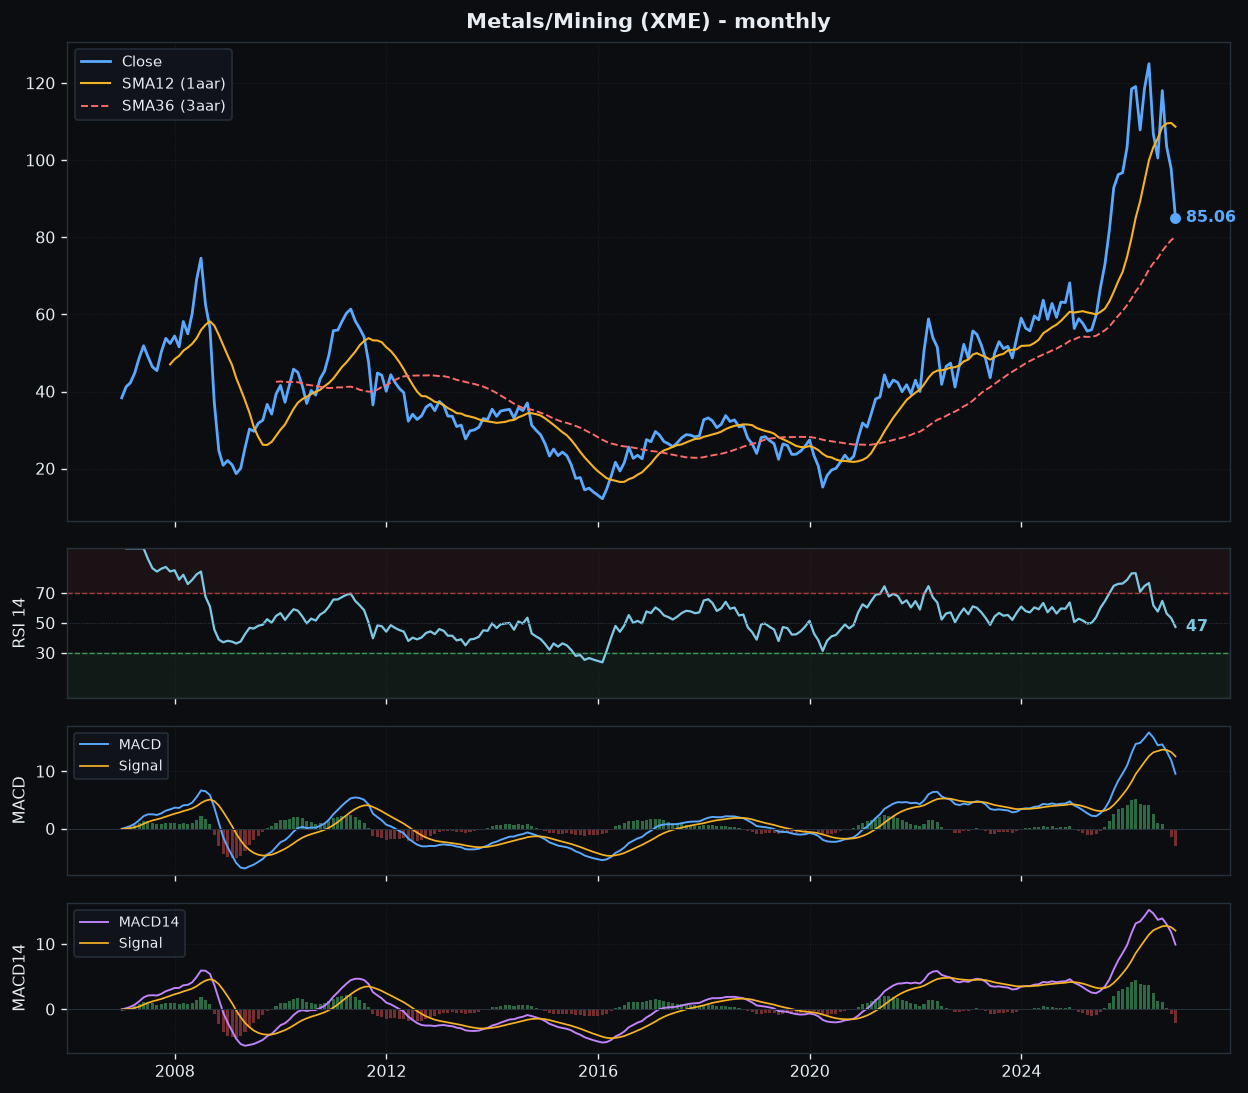 Metals/Mining (XME) - monthly
Close
SMA12 (1aar)
SMA36 (3aar)
120
100
80
60
40
20
85.06
RSI 14
70
50
30
47
MACD
MACD
Signal
10
0
MACD14
MACD14
Signal
10
0
2008 2012 2016 2020 2024